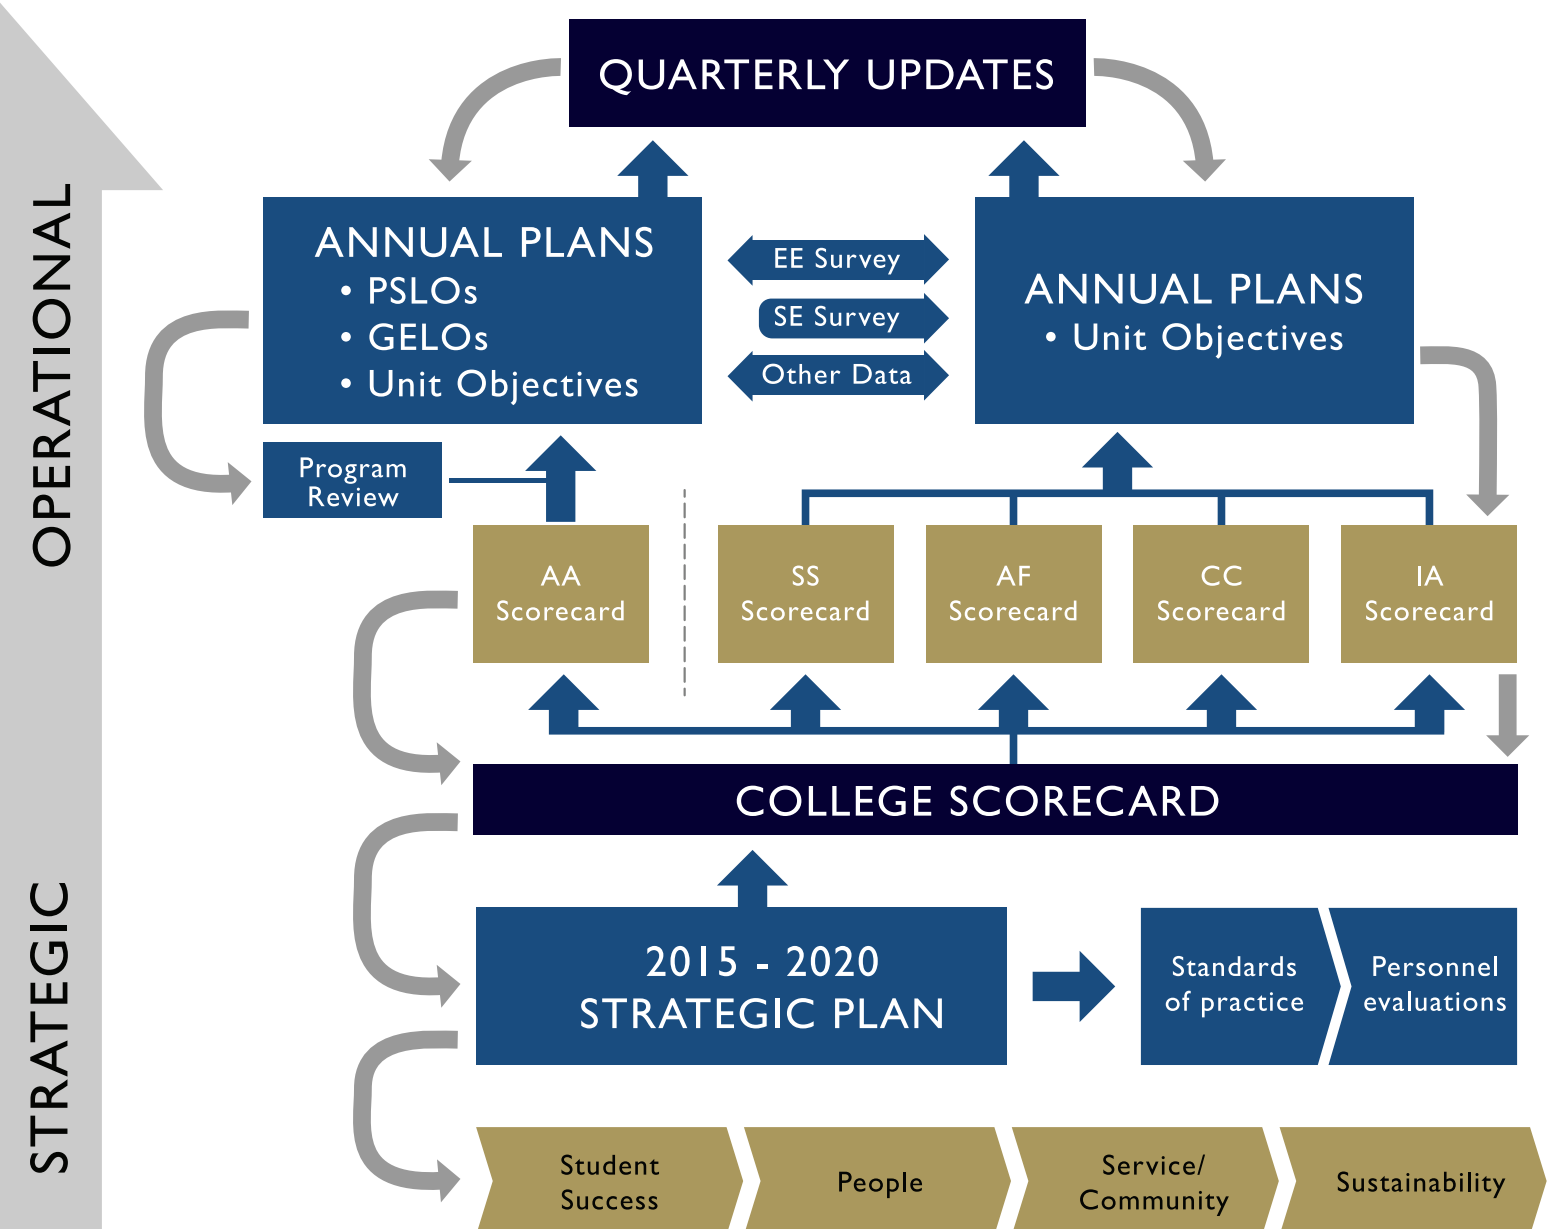 QUARTERLY UPDATES
OPERATIONAL
STRATEGIC
ANNUAL PLANS
• PSLOs
• GELOs
• Unit Objectives
EE Survey
SE Survey
Other Data
ANNUAL PLANS
• Unit Objectives
Program
Review
AA
Scorecard
SS
Scorecard
AF
Scorecard
CC
Scorecard
IA
Scorecard
COLLEGE SCORECARD
2015 - 2020
STRATEGIC PLAN
Standards
of practice
Personnel
evaluations
Student
Success
People
Service/
Community
Sustainability